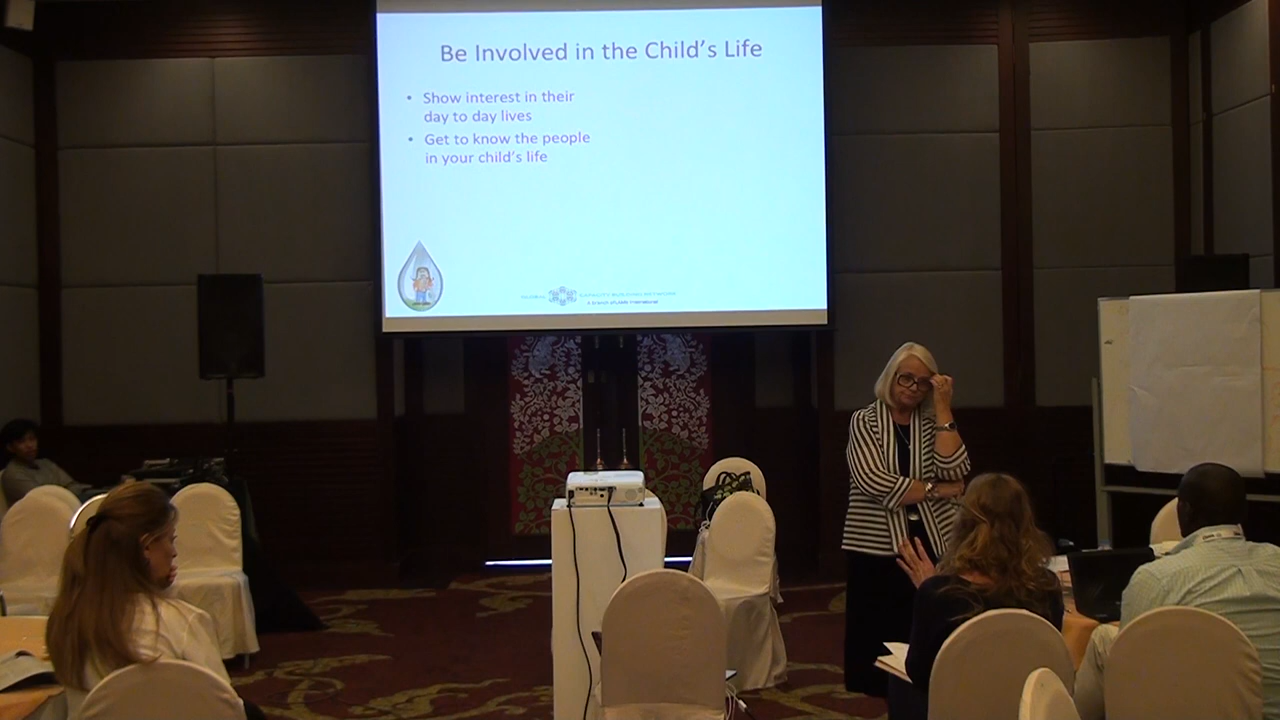 Be Involved in the Child's Life
• Show interest in their
day to day lives
• Get to know the people
in your child's life